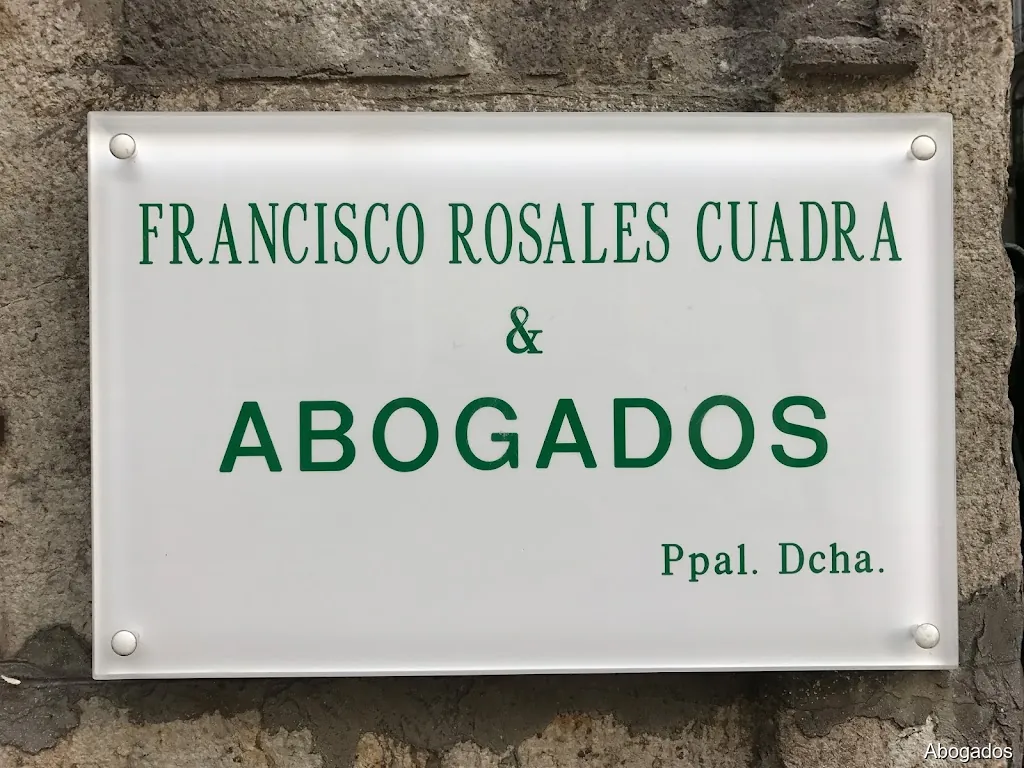 FRANCISCO ROSALES CUADRA
&
ABOGADOS
Ppal. Dcha.
Abogados